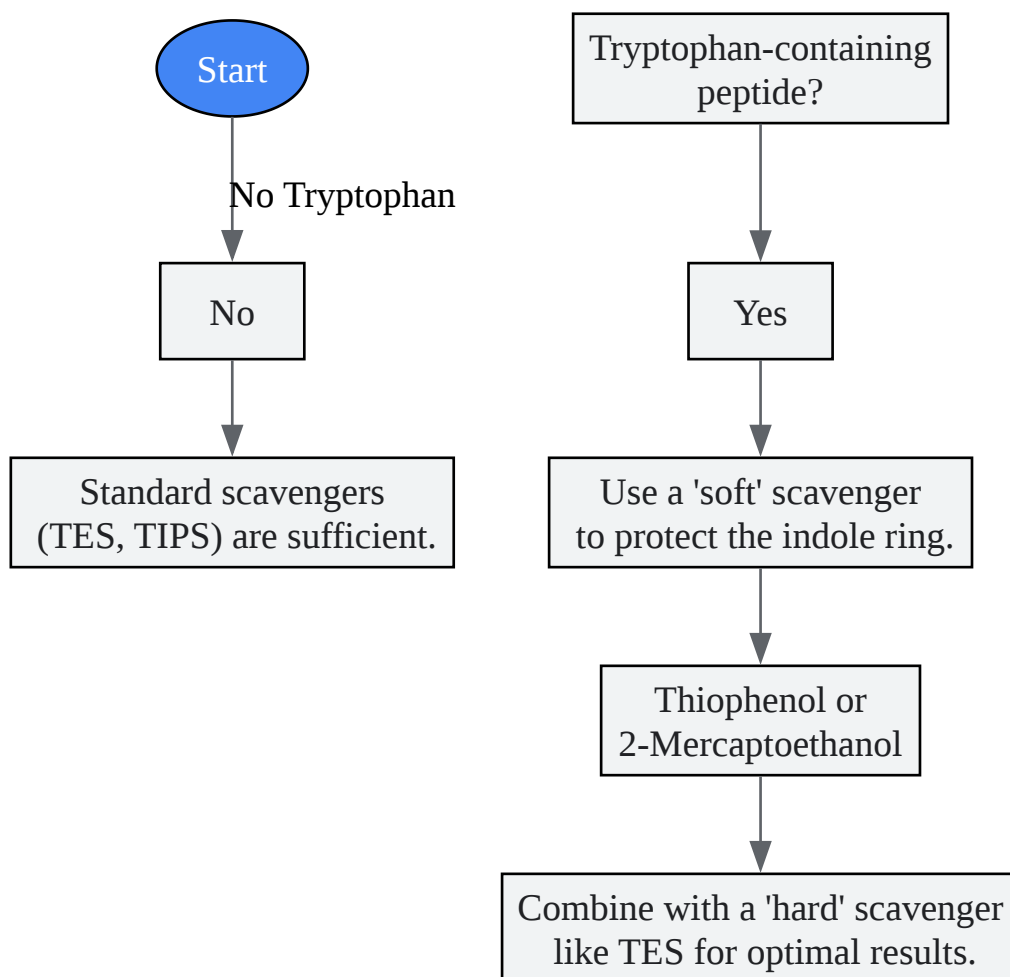 Start
No Tryptophan
No
Standard scavengers
(TES, TIPS) are sufficient.
Tryptophan-containing
peptide?
Yes
Use a 'soft' scavenger
to protect the indole ring.
Thiophenol or
2-Mercaptoethanol
Combine with a 'hard' scavenger
like TES for optimal results.